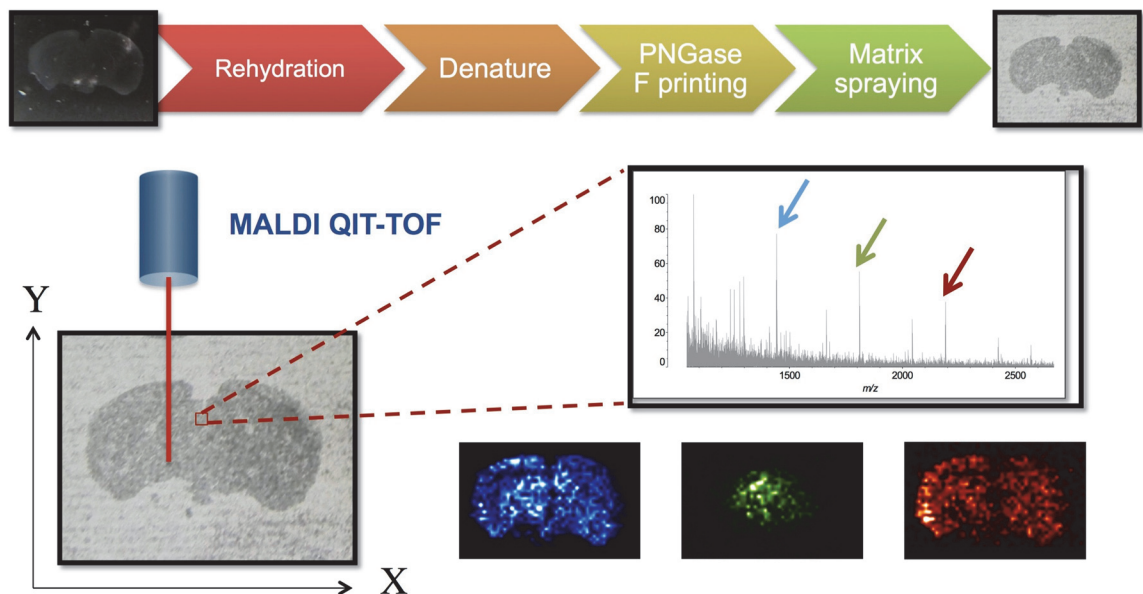 Rehydration
Denature
PNGase
F printing
Matrix
spraying
MALDI QIT-TOF
Y
X
100
80
60
40
20
0
1500
2000
2500
m/z